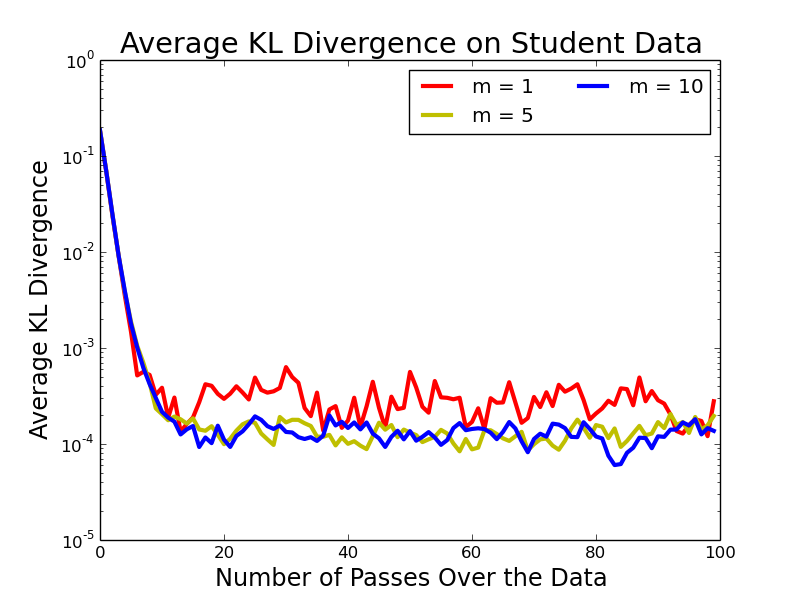 Average KL Divergence on Student Data
m = 1
m = 5
m = 10
Average KL Divergence
10^0
10^-1
10^-2
10^-3
10^-4
10^-5
0 20 40 60 80 100
Number of Passes Over the Data